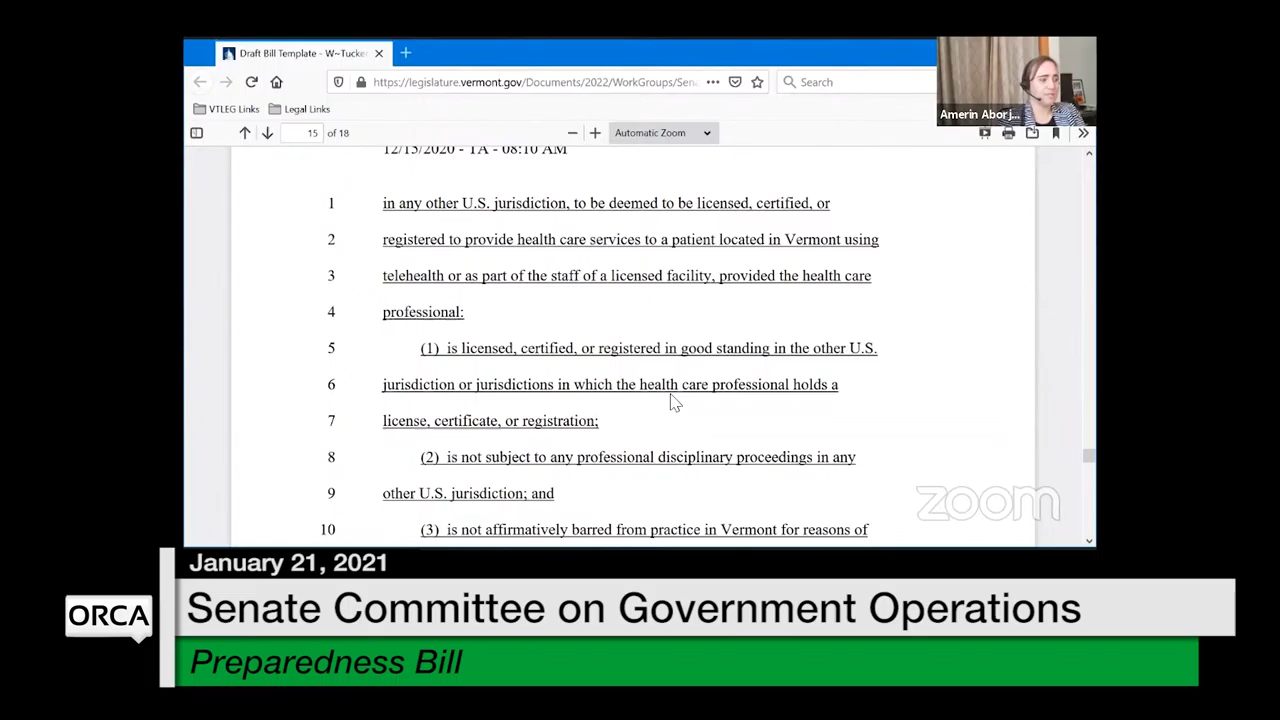 Draft Bill Template - W~Tucker
https://legislature.vermont.gov/Documents/2022/WorkGroups/Sen
Search
VTLEG Links Legal Links
15 of 18
Automatic Zoom
Amerin Aborj...
12/15/2020 - TA - 08:10 AM
1 in any other U.S. jurisdiction, to be deemed to be licensed, certified, or
2 registered to provide health care services to a patient located in Vermont using
3 telehealth or as part of the staff of a licensed facility, provided the health care
4 professional:
5 (1) is licensed, certified, or registered in good standing in the other U.S.
6 jurisdiction or jurisdictions in which the health care professional holds a
7 license, certificate, or registration;
8 (2) is not subject to any professional disciplinary proceedings in any
9 other U.S. jurisdiction; and
10 (3) is not affirmatively barred from practice in Vermont for reasons of
zoom
January 21, 2021
ORCA
Senate Committee on Government Operations
Preparedness Bill